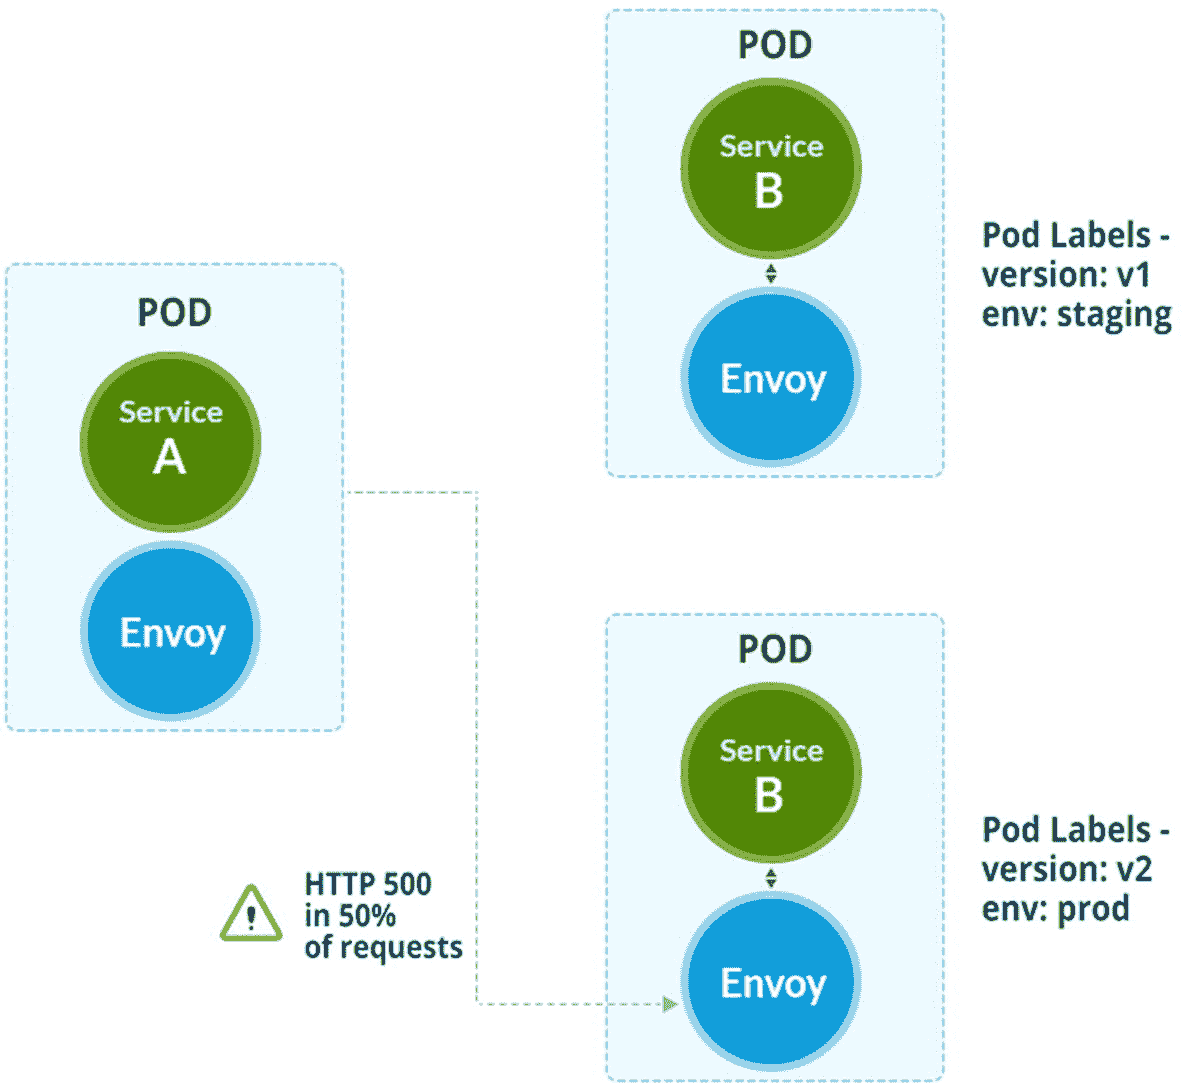 POD
Service
B
Envoy
Pod Labels -
version: v1
env: staging
POD
Service
A
Envoy
HTTP 500
in 50%
of requests
POD
Service
B
Envoy
Pod Labels -
version: v2
env: prod